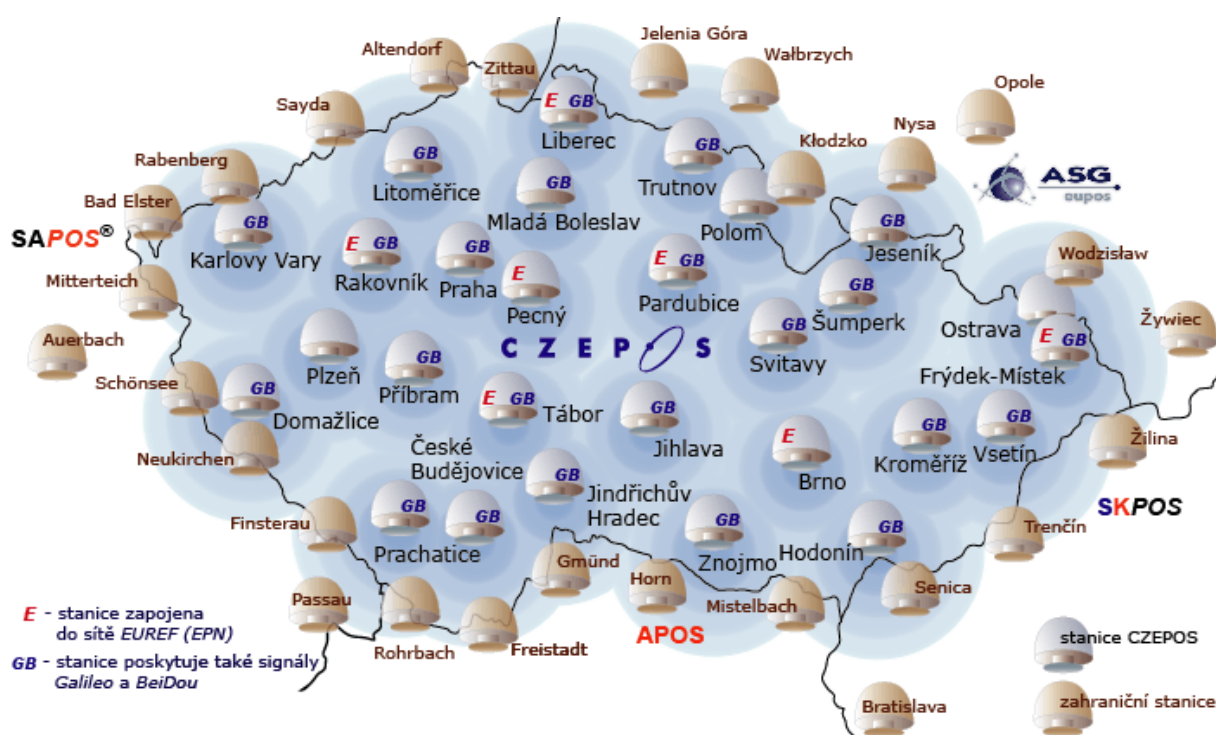 Jelenia Góra
Altendorf
Wałbrzych
Zittau
Opole
Sayda
E GB
Liberec
Nysa
Kłodzko
GB
Trutnov
Rabenberg
GB
Litoměřice
GB
Mladá Boleslav
ASG
eupos
Bad Elster
GB
Karlovy Vary
Polom
GB
Jeseník
SAPOS®
E GB
Rakovník
GB
Praha
E
Pecný
E GB
Pardubice
Wodzisław
Mitterteich
GB
Šumperk
Ostrava
Żywiec
Auerbach
Plzeň
CZEPOS
GB
Svitavy
E GB
Frýdek-Místek
Schönsee
GB
Domažlice
GB
Příbram
E GB
Tábor
GB
Jihlava
E
Brno
GB
Kroměříž
GB
Vsetín
Žilina
Neukirchen
České
Budějovice
GB
GB
Jindřichův
Hradec
SKPOS
Finsterau
GB
Prachatice
GB
Znojmo
GB
Hodonín
Trenčín
Gmünd
Horn
Mistelbach
Senica
Passau
Rohrbach
Freistadt
APOS
Bratislava
E - stanice zapojena
do sítě EUREF (EPN)
GB - stanice poskytuje také signály
Galileo a BeiDou
stanice CZEPOS
zahraniční stanice